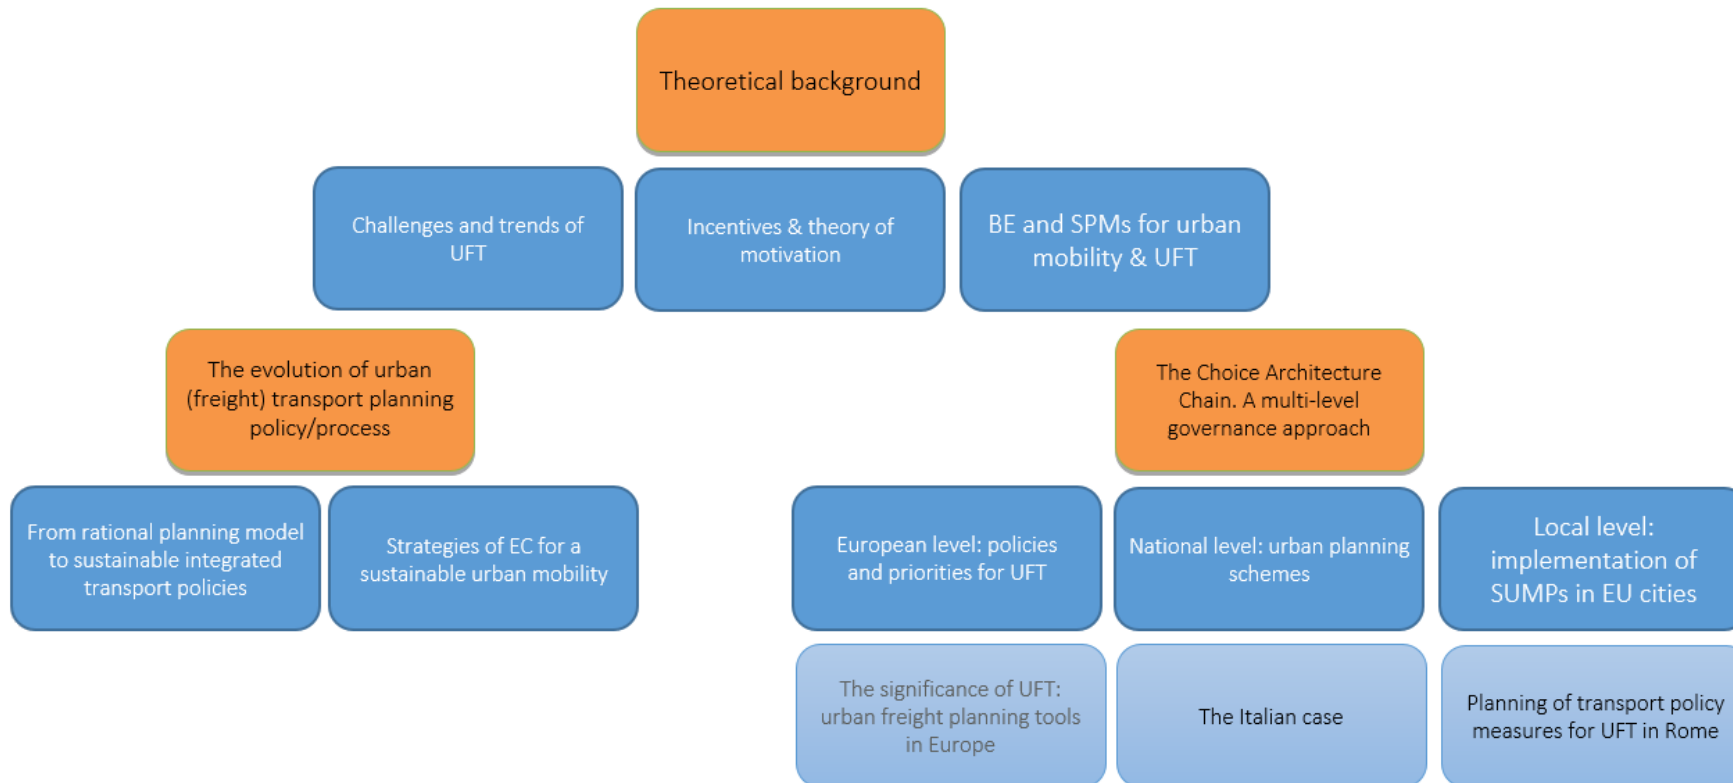 Theoretical background
Challenges and trends of
UFT
Incentives & theory of
motivation
BE and SPMs for urban
mobility & UFT
The evolution of urban
(freight) transport planning
policy/process
The Choice Architecture
Chain. A multi-level
governance approach
From rational planning model
to sustainable integrated
transport policies
Strategies of EC for a
sustainable urban mobility
European level: policies
and priorities for UFT
National level: urban planning
schemes
Local level:
implementation of
SUMPs in EU cities
The significance of UFT:
urban freight planning tools
in Europe
The Italian case
Planning of transport policy
measures for UFT in Rome